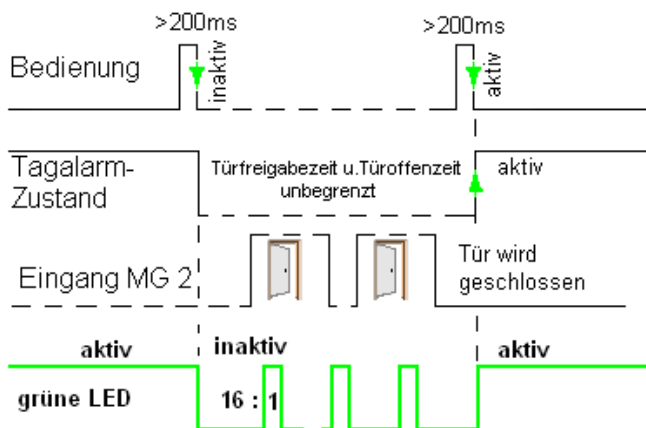 >200ms >200ms
Bedienung inaktiv aktiv
Tagalarm- Türfreigabezeit u.Türoffenzeit aktiv
Zustand unbegrenzt
Eingang MG 2 Tür wird
geschlossen
aktiv inaktiv aktiv
grüne LED 16 : 1